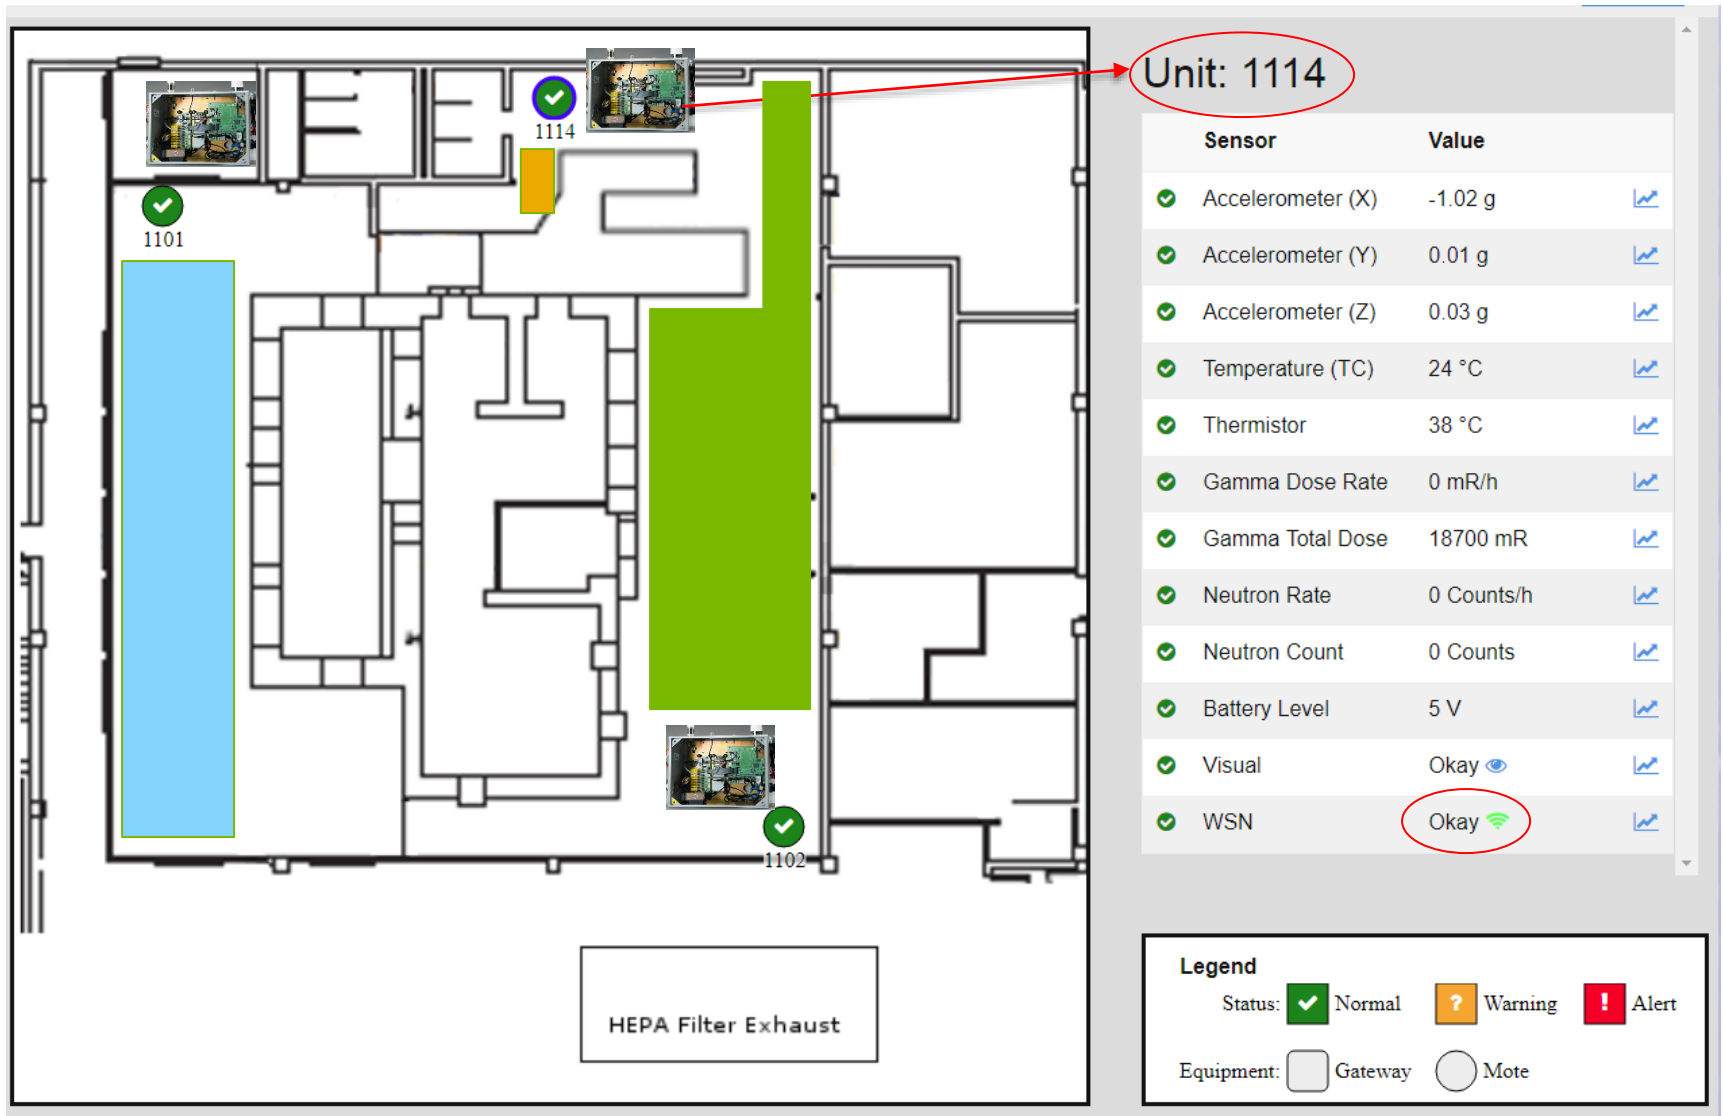 1114
1101
1102
HEPA Filter Exhaust
Unit: 1114
Sensor Value
Accelerometer (X) -1.02 g
Accelerometer (Y) 0.01 g
Accelerometer (Z) 0.03 g
Temperature (TC) 24 °C
Thermistor 38 °C
Gamma Dose Rate 0 mR/h
Gamma Total Dose 18700 mR
Neutron Rate 0 Counts/h
Neutron Count 0 Counts
Battery Level 5 V
Visual Okay
WSN Okay
Legend
Status: Normal ? Warning ! Alert
Equipment: Gateway Mote